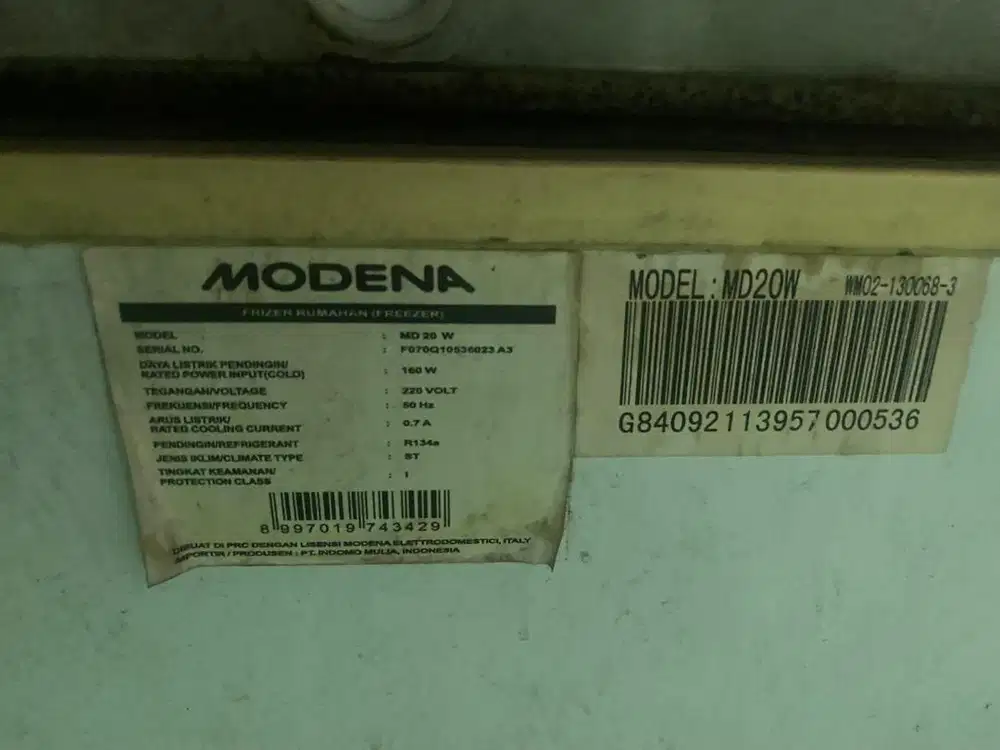 MODENA
FRIZER RUMAHAN (FREEZER)
MODEL : MD 20 W
SERIAL NO. : F070Q10536023 A3
DAYA LISTRIK PENDINGIN/
RATED POWER INPUT(COLD) : 160 W
TEGANGAN/VOLTAGE : 220 VOLT
FREKUENSI/FREQUENCY : 50 Hz
ARUS LISTRIK/
RATED COOLING CURRENT : 0.7 A
PENDINGIN/REFRIGERANT : R134a
JENIS IKLIM/CLIMATE TYPE : ST
TINGKAT KEAMANAN/
PROTECTION CLASS : I
8 997019 743429
DIBUAT DI PRC DENGAN LISENSI MODENA ELETTRODOMESTICI, ITALY
IMPORTIR / PRODUSEN : PT. INDOMO MULIA, INDONESIA
MODEL:MD20W WM02-130068-3
G84092113957000536